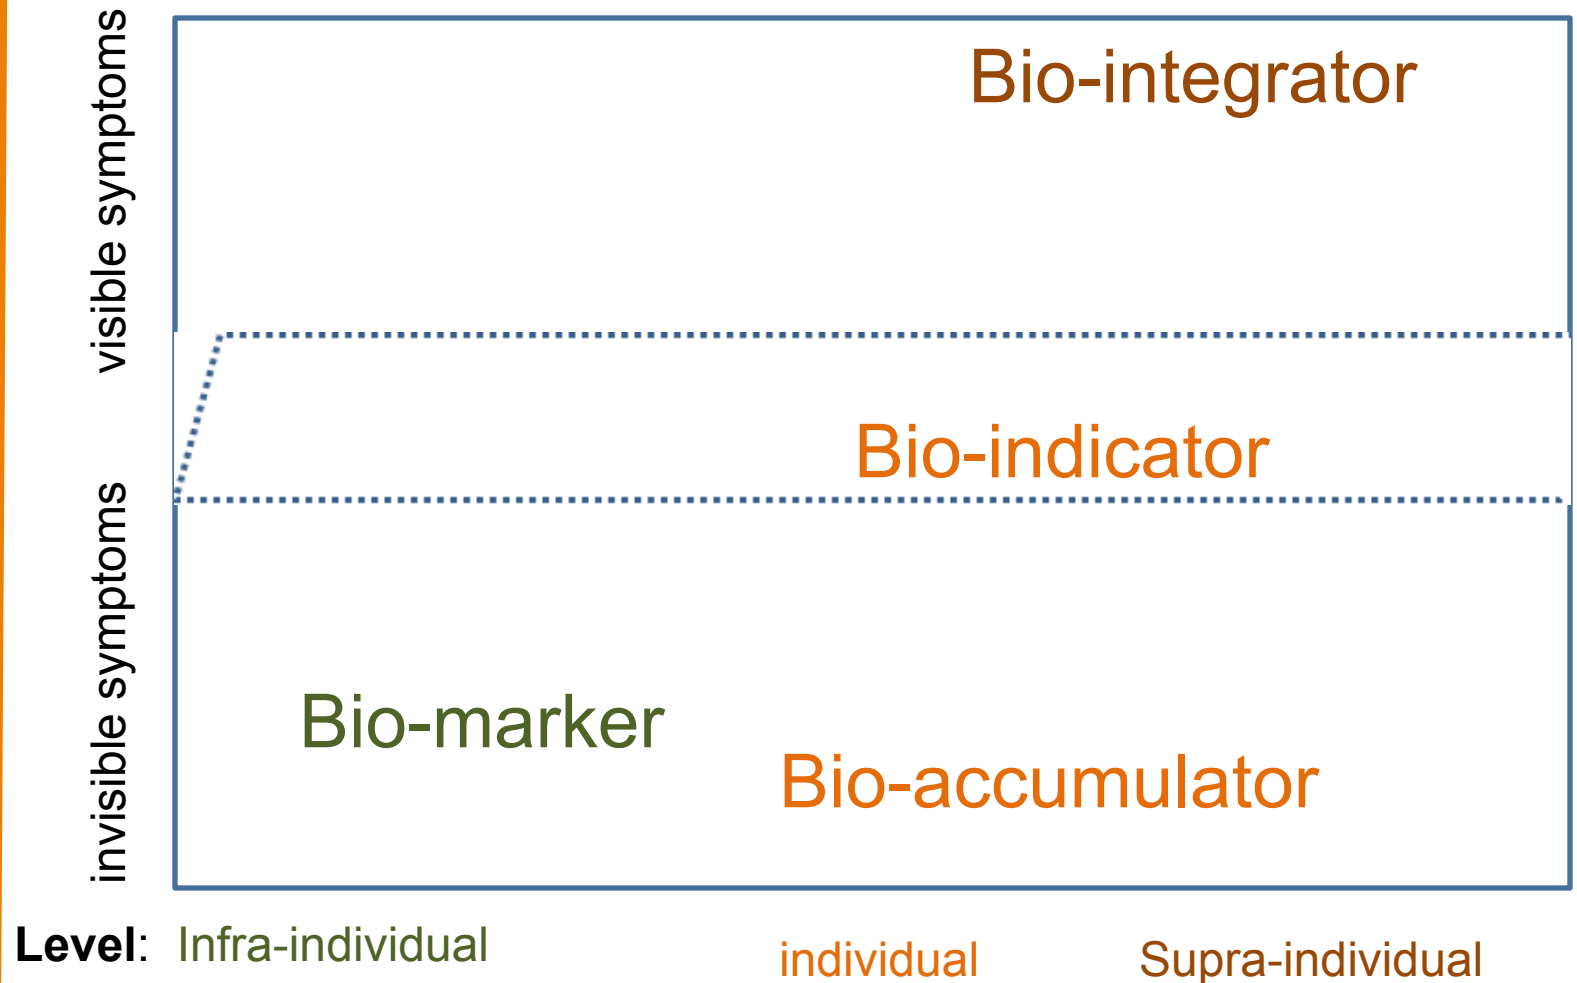 visible symptoms
Bio-integrator
Bio-indicator
invisible symptoms
Bio-marker
Bio-accumulator
Level: Infra-individual
individual
Supra-individual